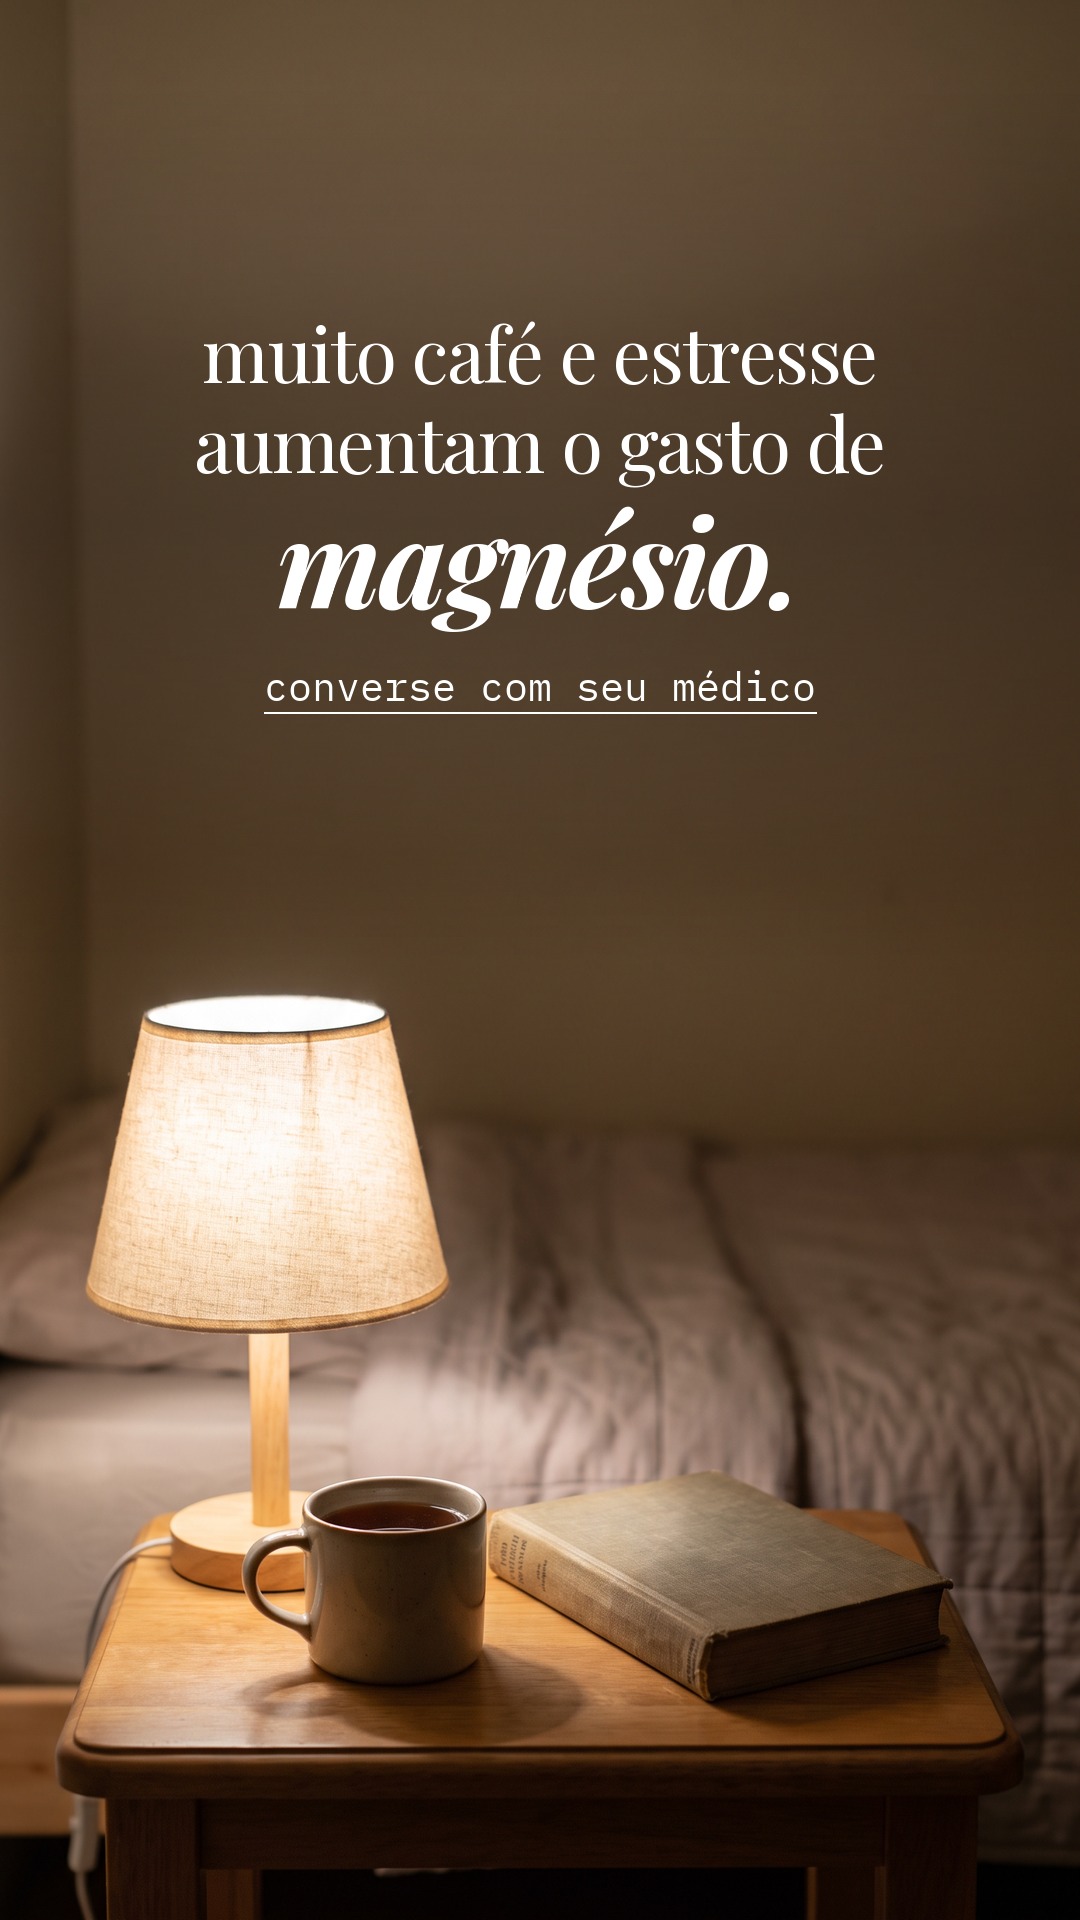 muito café e estresse
aumentam o gasto de
magnésio.
converse com seu médico